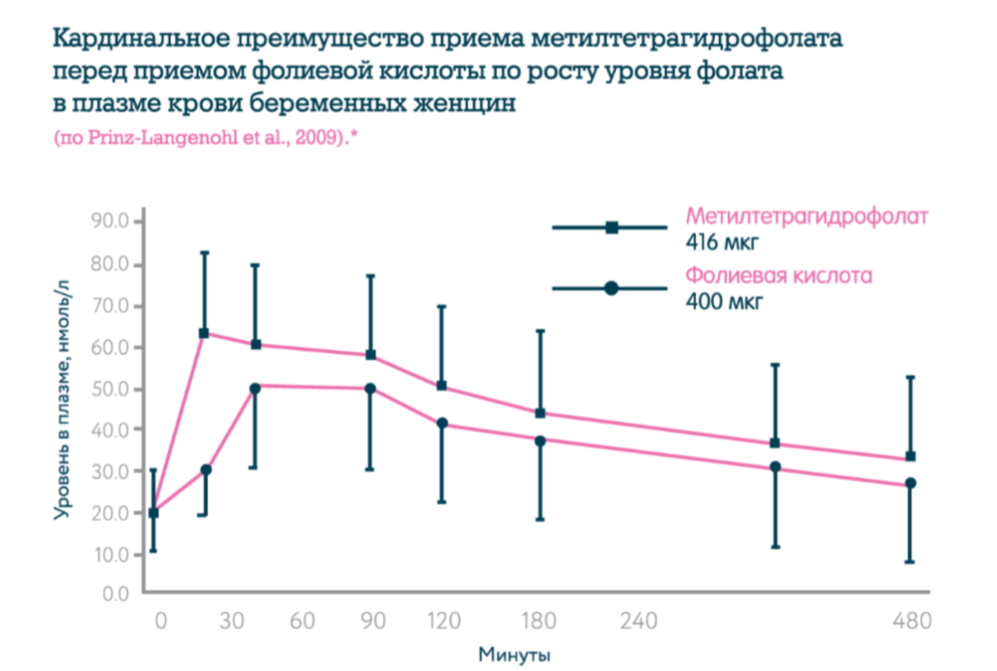 Кардинальное преимущество приема метилтетрагидрофолата
перед приемом фолиевой кислоты по росту уровня фолата
в плазме крови беременных женщин
(по Prinz-Langenohl et al., 2009).*
Метилтетрагидрофолат
416 мкг
Фолиевая кислота
400 мкг
Уровень в плазме, нмоль/л
90.0
80.0
70.0
60.0
50.0
40.0
30.0
20.0
10.0
0.0
0 30 60 90 120 180 240 480
Минуты